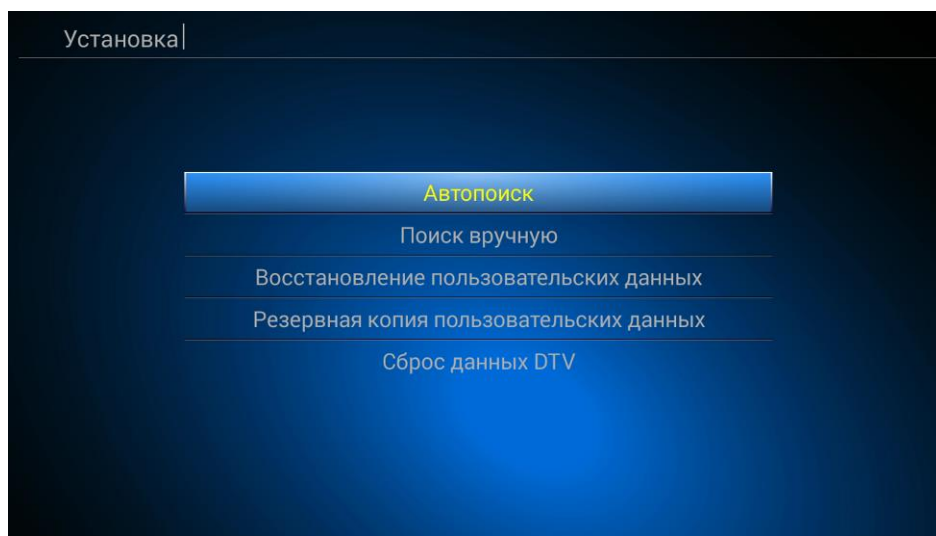 Установка
Автопоиск
Поиск вручную
Восстановление пользовательских данных
Резервная копия пользовательских данных
Сброс данных DTV